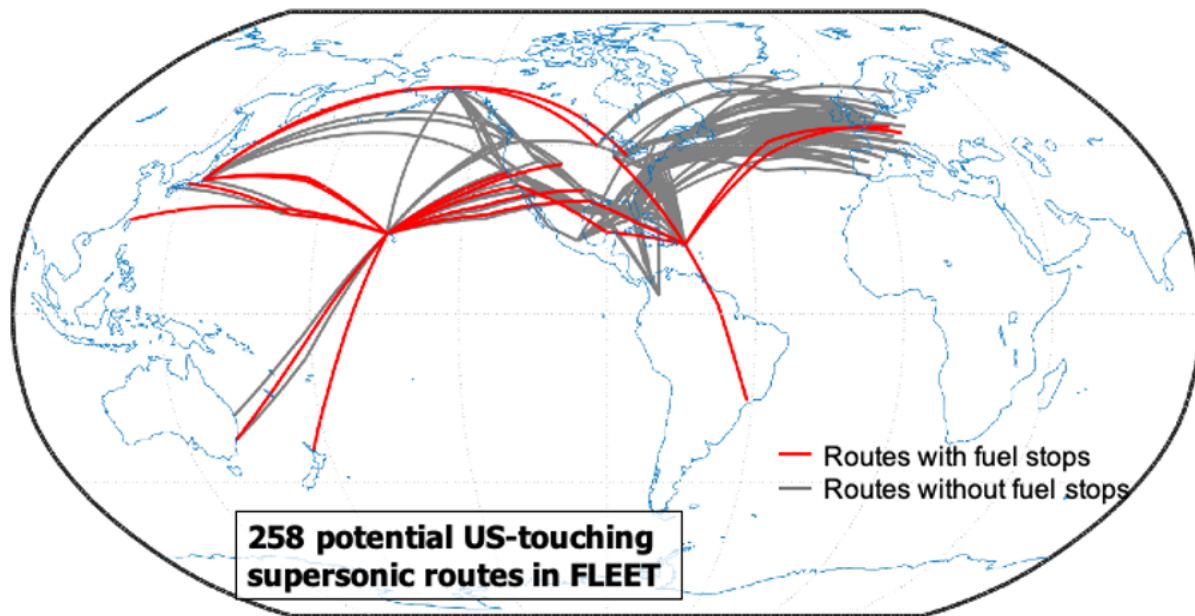 Routes with fuel stops
Routes without fuel stops
258 potential US-touching
supersonic routes in FLEET